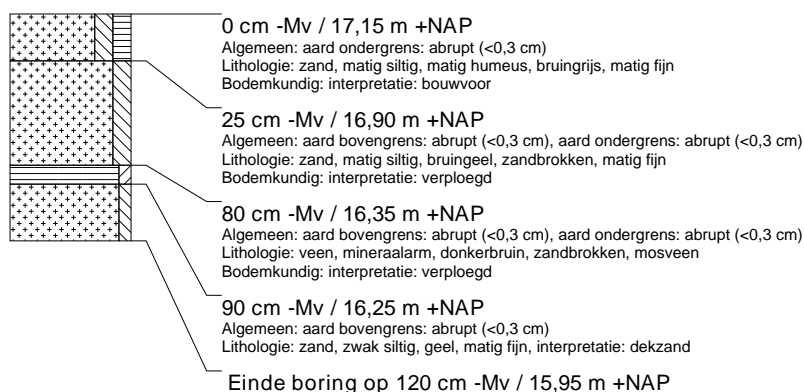 0 cm -Mv / 17,15 m +NAP
Algemeen: aard ondergrens: abrupt (<0,3 cm)
Lithologie: zand, matig siltig, matig humeus, bruingrijs, matig fijn
Bodemkundig: interpretatie: bouwvoor
25 cm -Mv / 16,90 m +NAP
Algemeen: aard bovengrens: abrupt (<0,3 cm), aard ondergrens: abrupt (<0,3 cm)
Lithologie: zand, matig siltig, bruingeel, zandbrokken, matig fijn
Bodemkundig: interpretatie: verploegd
80 cm -Mv / 16,35 m +NAP
Algemeen: aard bovengrens: abrupt (<0,3 cm), aard ondergrens: abrupt (<0,3 cm)
Lithologie: veen, mineraalarm, donkerbruin, zandbrokken, mosveen
Bodemkundig: interpretatie: verploegd
90 cm -Mv / 16,25 m +NAP
Algemeen: aard bovengrens: abrupt (<0,3 cm)
Lithologie: zand, zwak siltig, geel, matig fijn, interpretatie: dekzand
Einde boring op 120 cm -Mv / 15,95 m +NAP